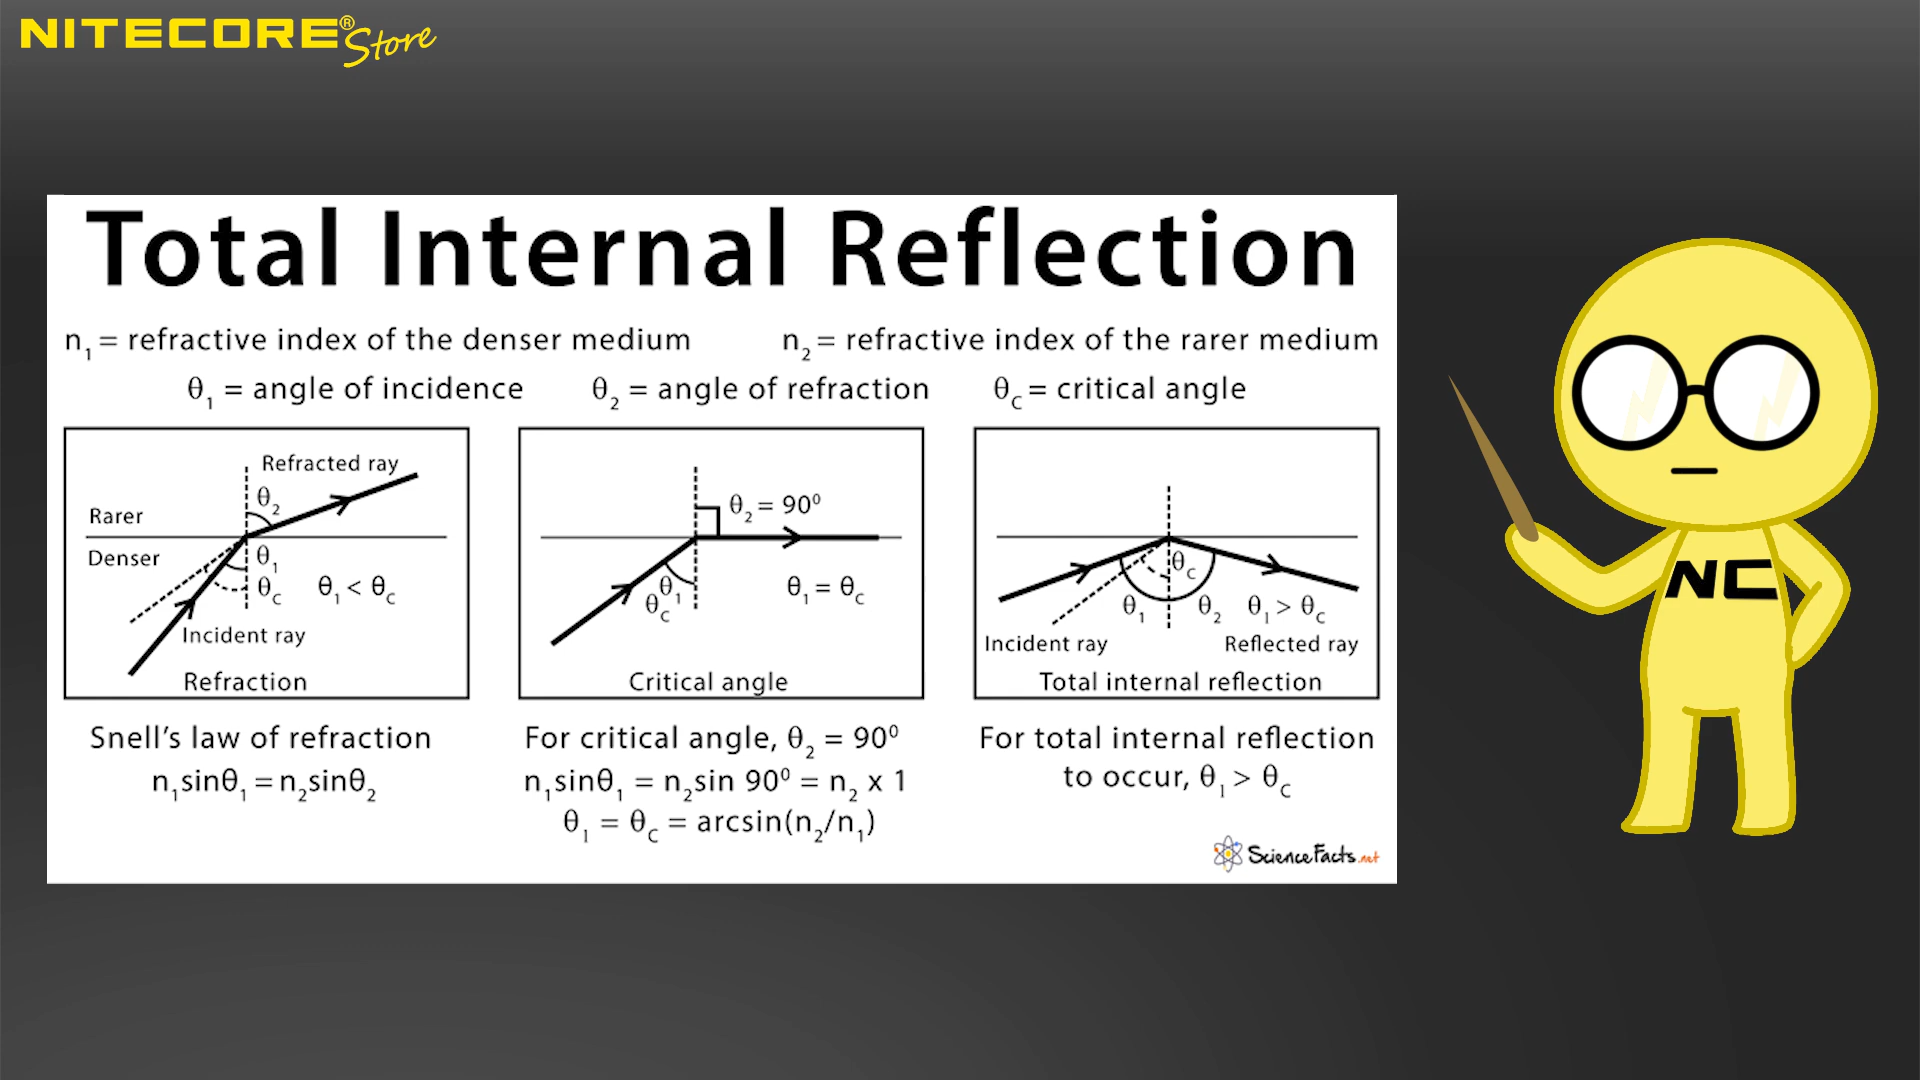 NITECORE® Store
Total Internal Reflection
n₁ = refractive index of the denser medium n₂ = refractive index of the rarer medium
θ₁ = angle of incidence θ₂ = angle of refraction θC = critical angle
Refracted ray
θ₂
Rarer
Denser
θ₁
θC θ₁ < θC
Incident ray
Refraction
θ₂ = 90⁰
θ₁
θC
θ₁ = θC
Critical angle
θC
θ₁ θ₂ θ₁ > θC
Incident ray Reflected ray
Total internal reflection
Snell’s law of refraction
n₁sinθ₁ = n₂sinθ₂
For critical angle, θ₂ = 90⁰
n₁sinθ₁ = n₂sin 90⁰ = n₂ x 1
θ₁ = θC = arcsin(n₂/n₁)
For total internal reflection
to occur, θ₁ > θC
ScienceFacts.net
NC